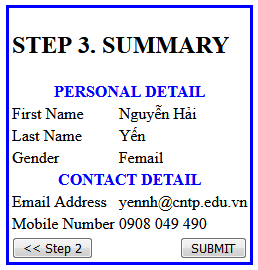 STEP 3. SUMMARY
PERSONAL DETAIL
First Name Nguyễn Hải
Last Name Yến
Gender Femail
CONTACT DETAIL
Email Address yennh@cntp.edu.vn
Mobile Number 0908 049 490
<< Step 2 SUBMIT